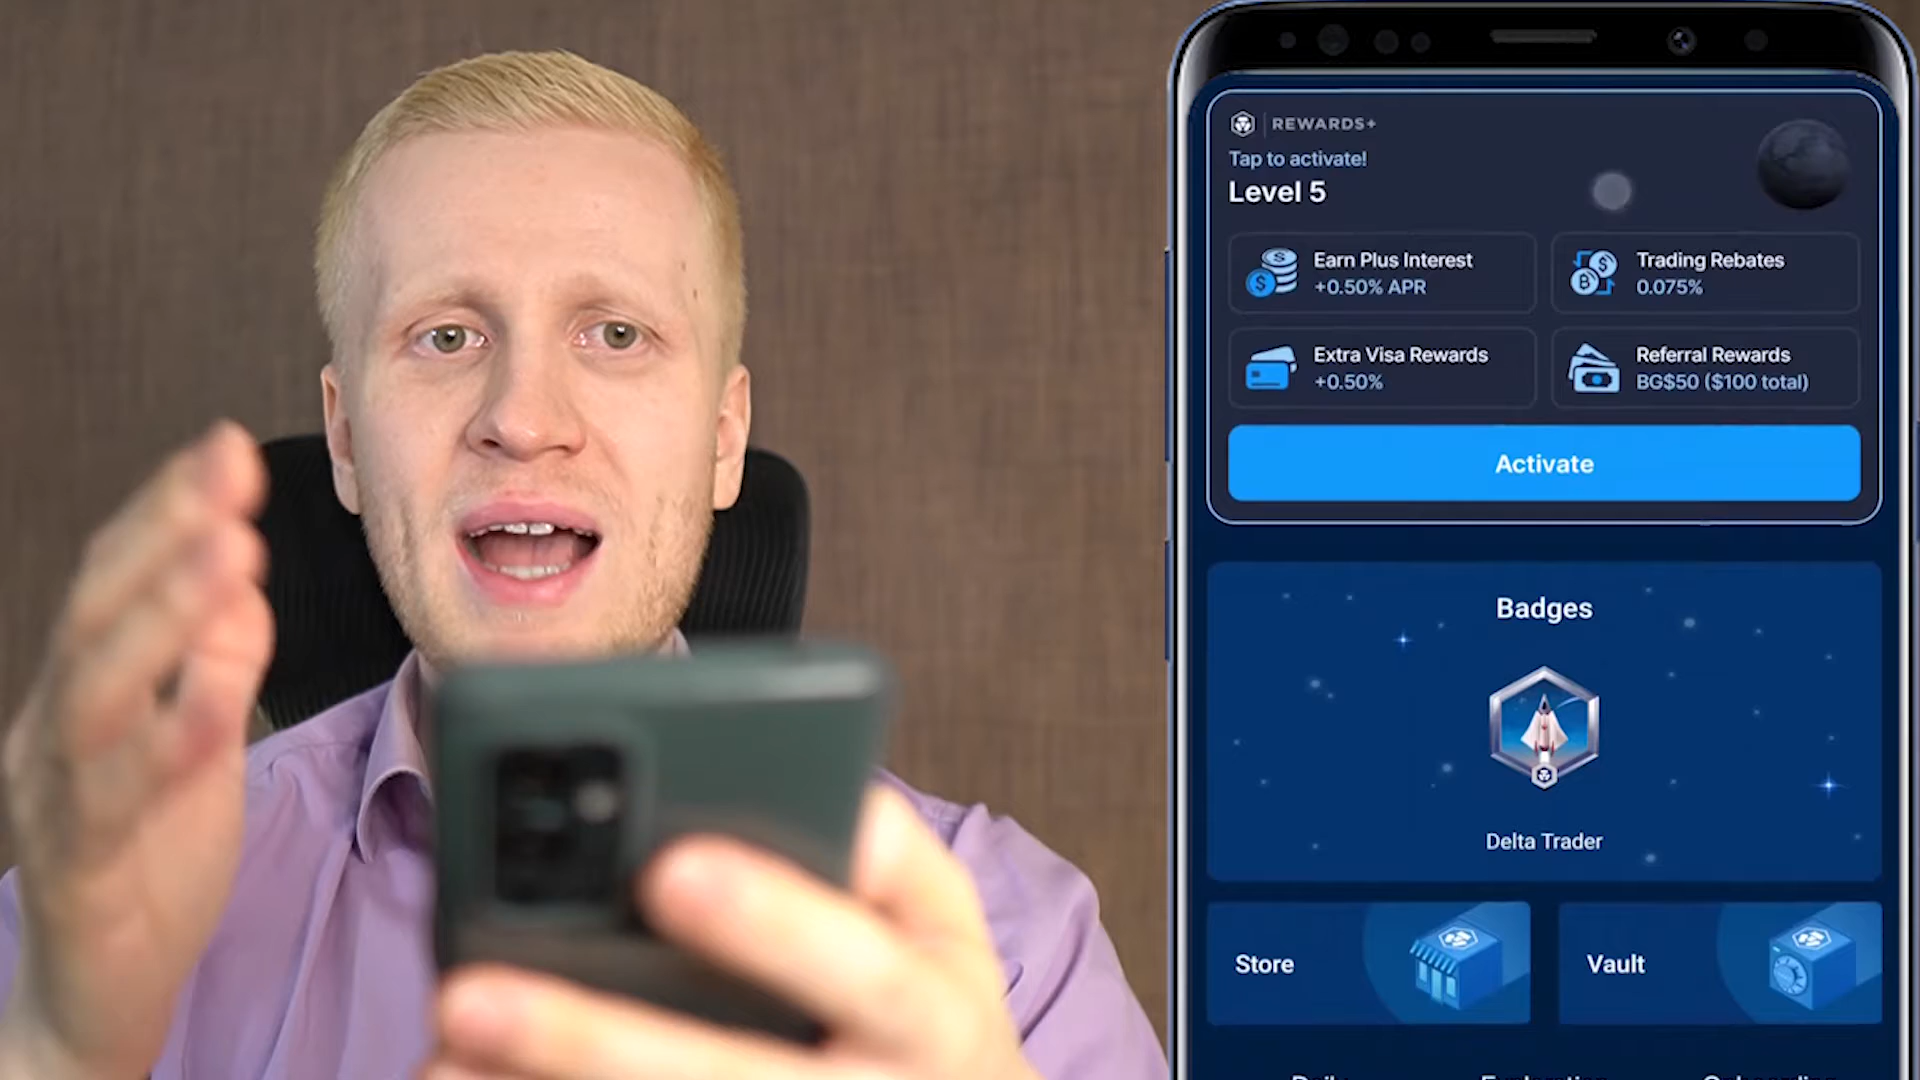 REWARDS+
Tap to activate!
Level 5
Earn Plus Interest
+0.50% APR
Trading Rebates
0.075%
Extra Visa Rewards
+0.50%
Referral Rewards
BG$50 ($100 total)
Activate
Badges
Delta Trader
Store
Vault